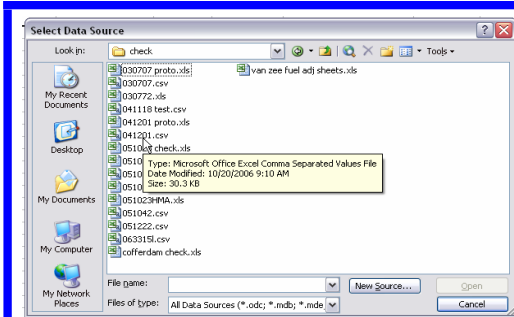 Select Data Source
Look in:
check
Tools
My Recent Documents
Desktop
My Documents
My Computer
My Network Places
030707 proto.xls
030707.csv
030772.xls
041118 test.csv
041201 proto.xls
041201.csv
check.xls
051023HMA.xls
051042.csv
051222.csv
063315l.csv
cofferdam check.xls
van zee fuel adj sheets.xls
Type: Microsoft Office Excel Comma Separated Values File
Date Modified: 10/20/2006 9:10 AM
Size: 30.3 KB
File name:
New Source...
Open
Files of type:
All Data Sources (*.odc; *.mdb; *.mde
Cancel